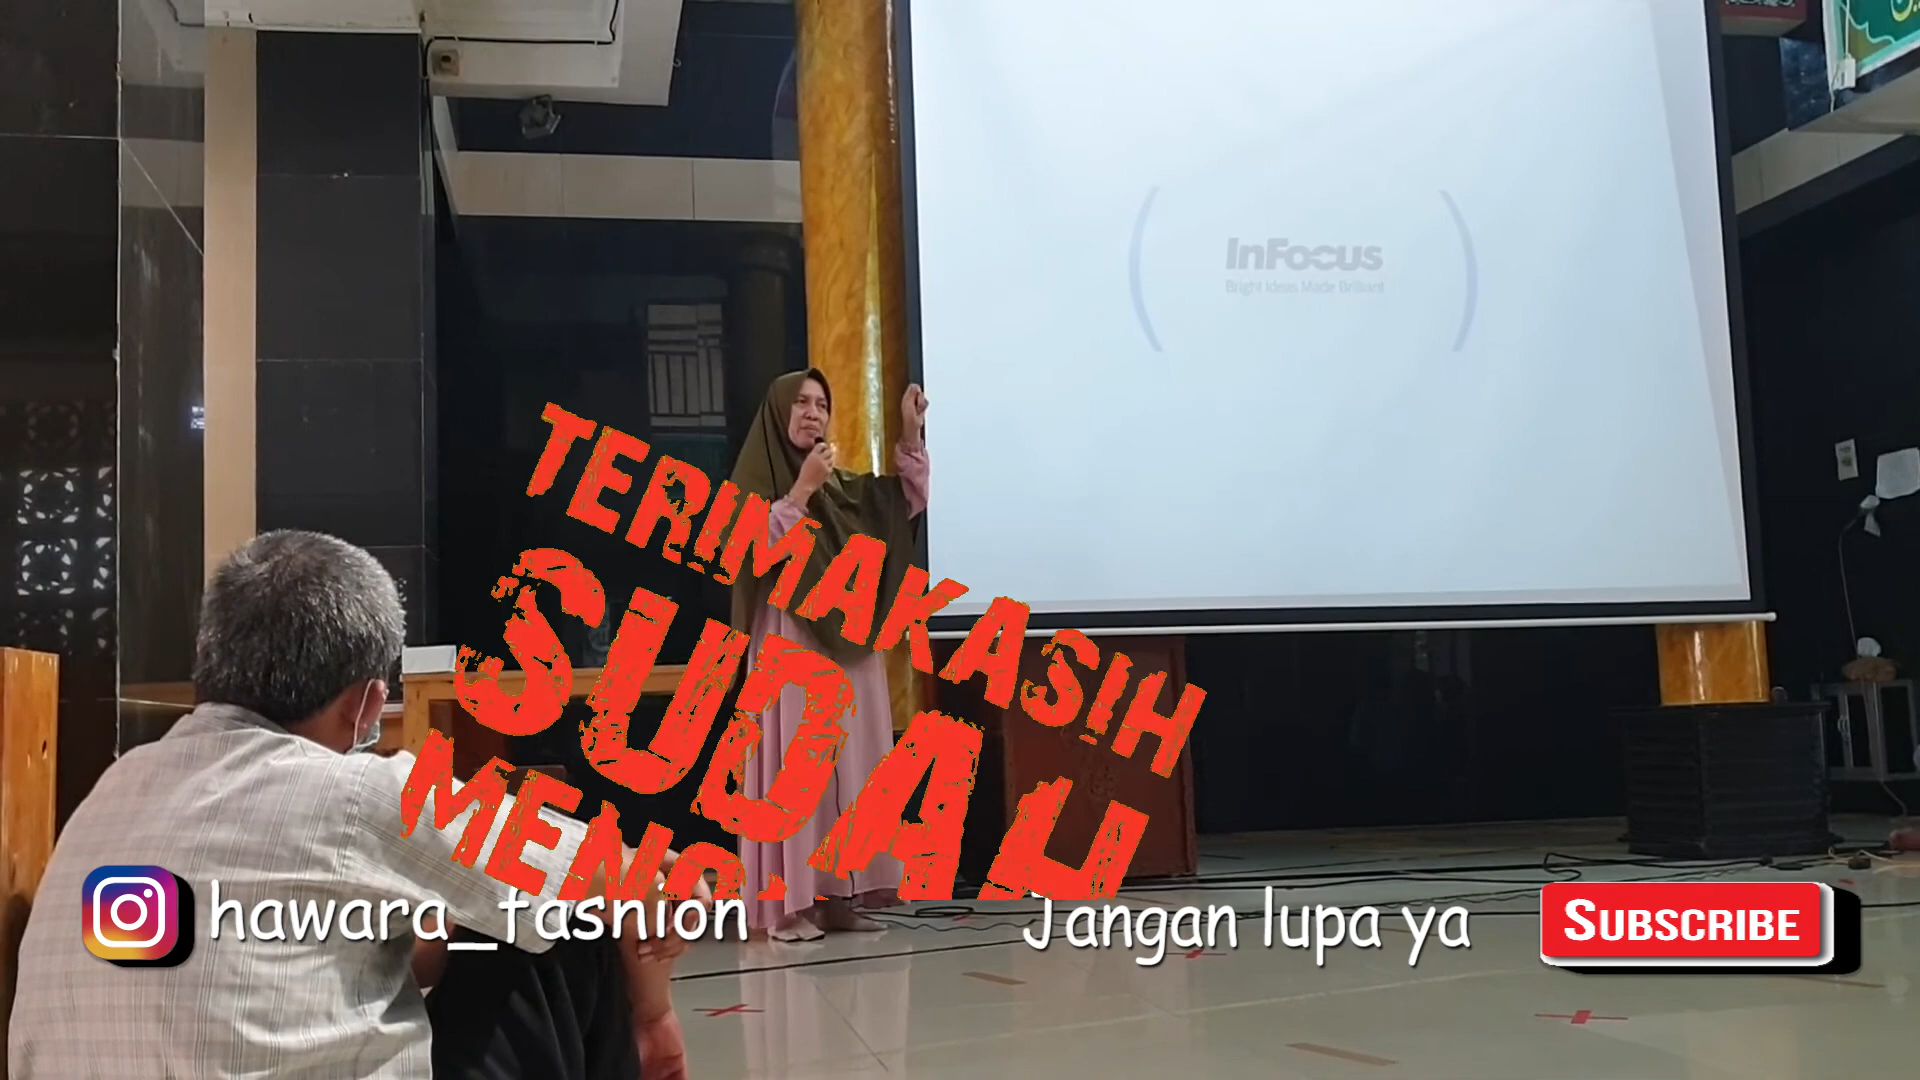 InFocus
Bright Ideas Made Brilliant
TERIMAKASIH
SUDAH
hawara_fashion
Jangan lupa ya
SUBSCRIBE